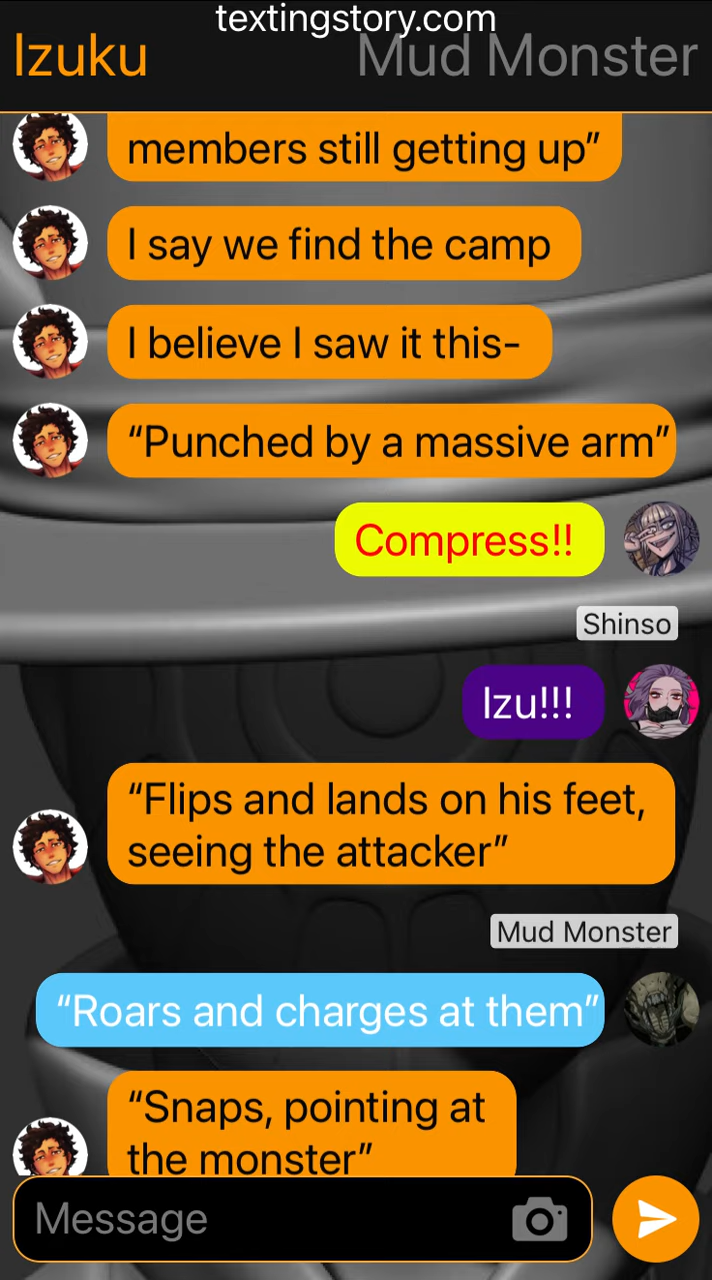 textingstory.com
Izuku
Mud Monster
members still getting up”
I say we find the camp
I believe I saw it this-
“Punched by a massive arm”
Compress!!
Shinso
Izu!!!
“Flips and lands on his feet,
seeing the attacker”
Mud Monster
“Roars and charges at them”
“Snaps, pointing at
the monster”
Message